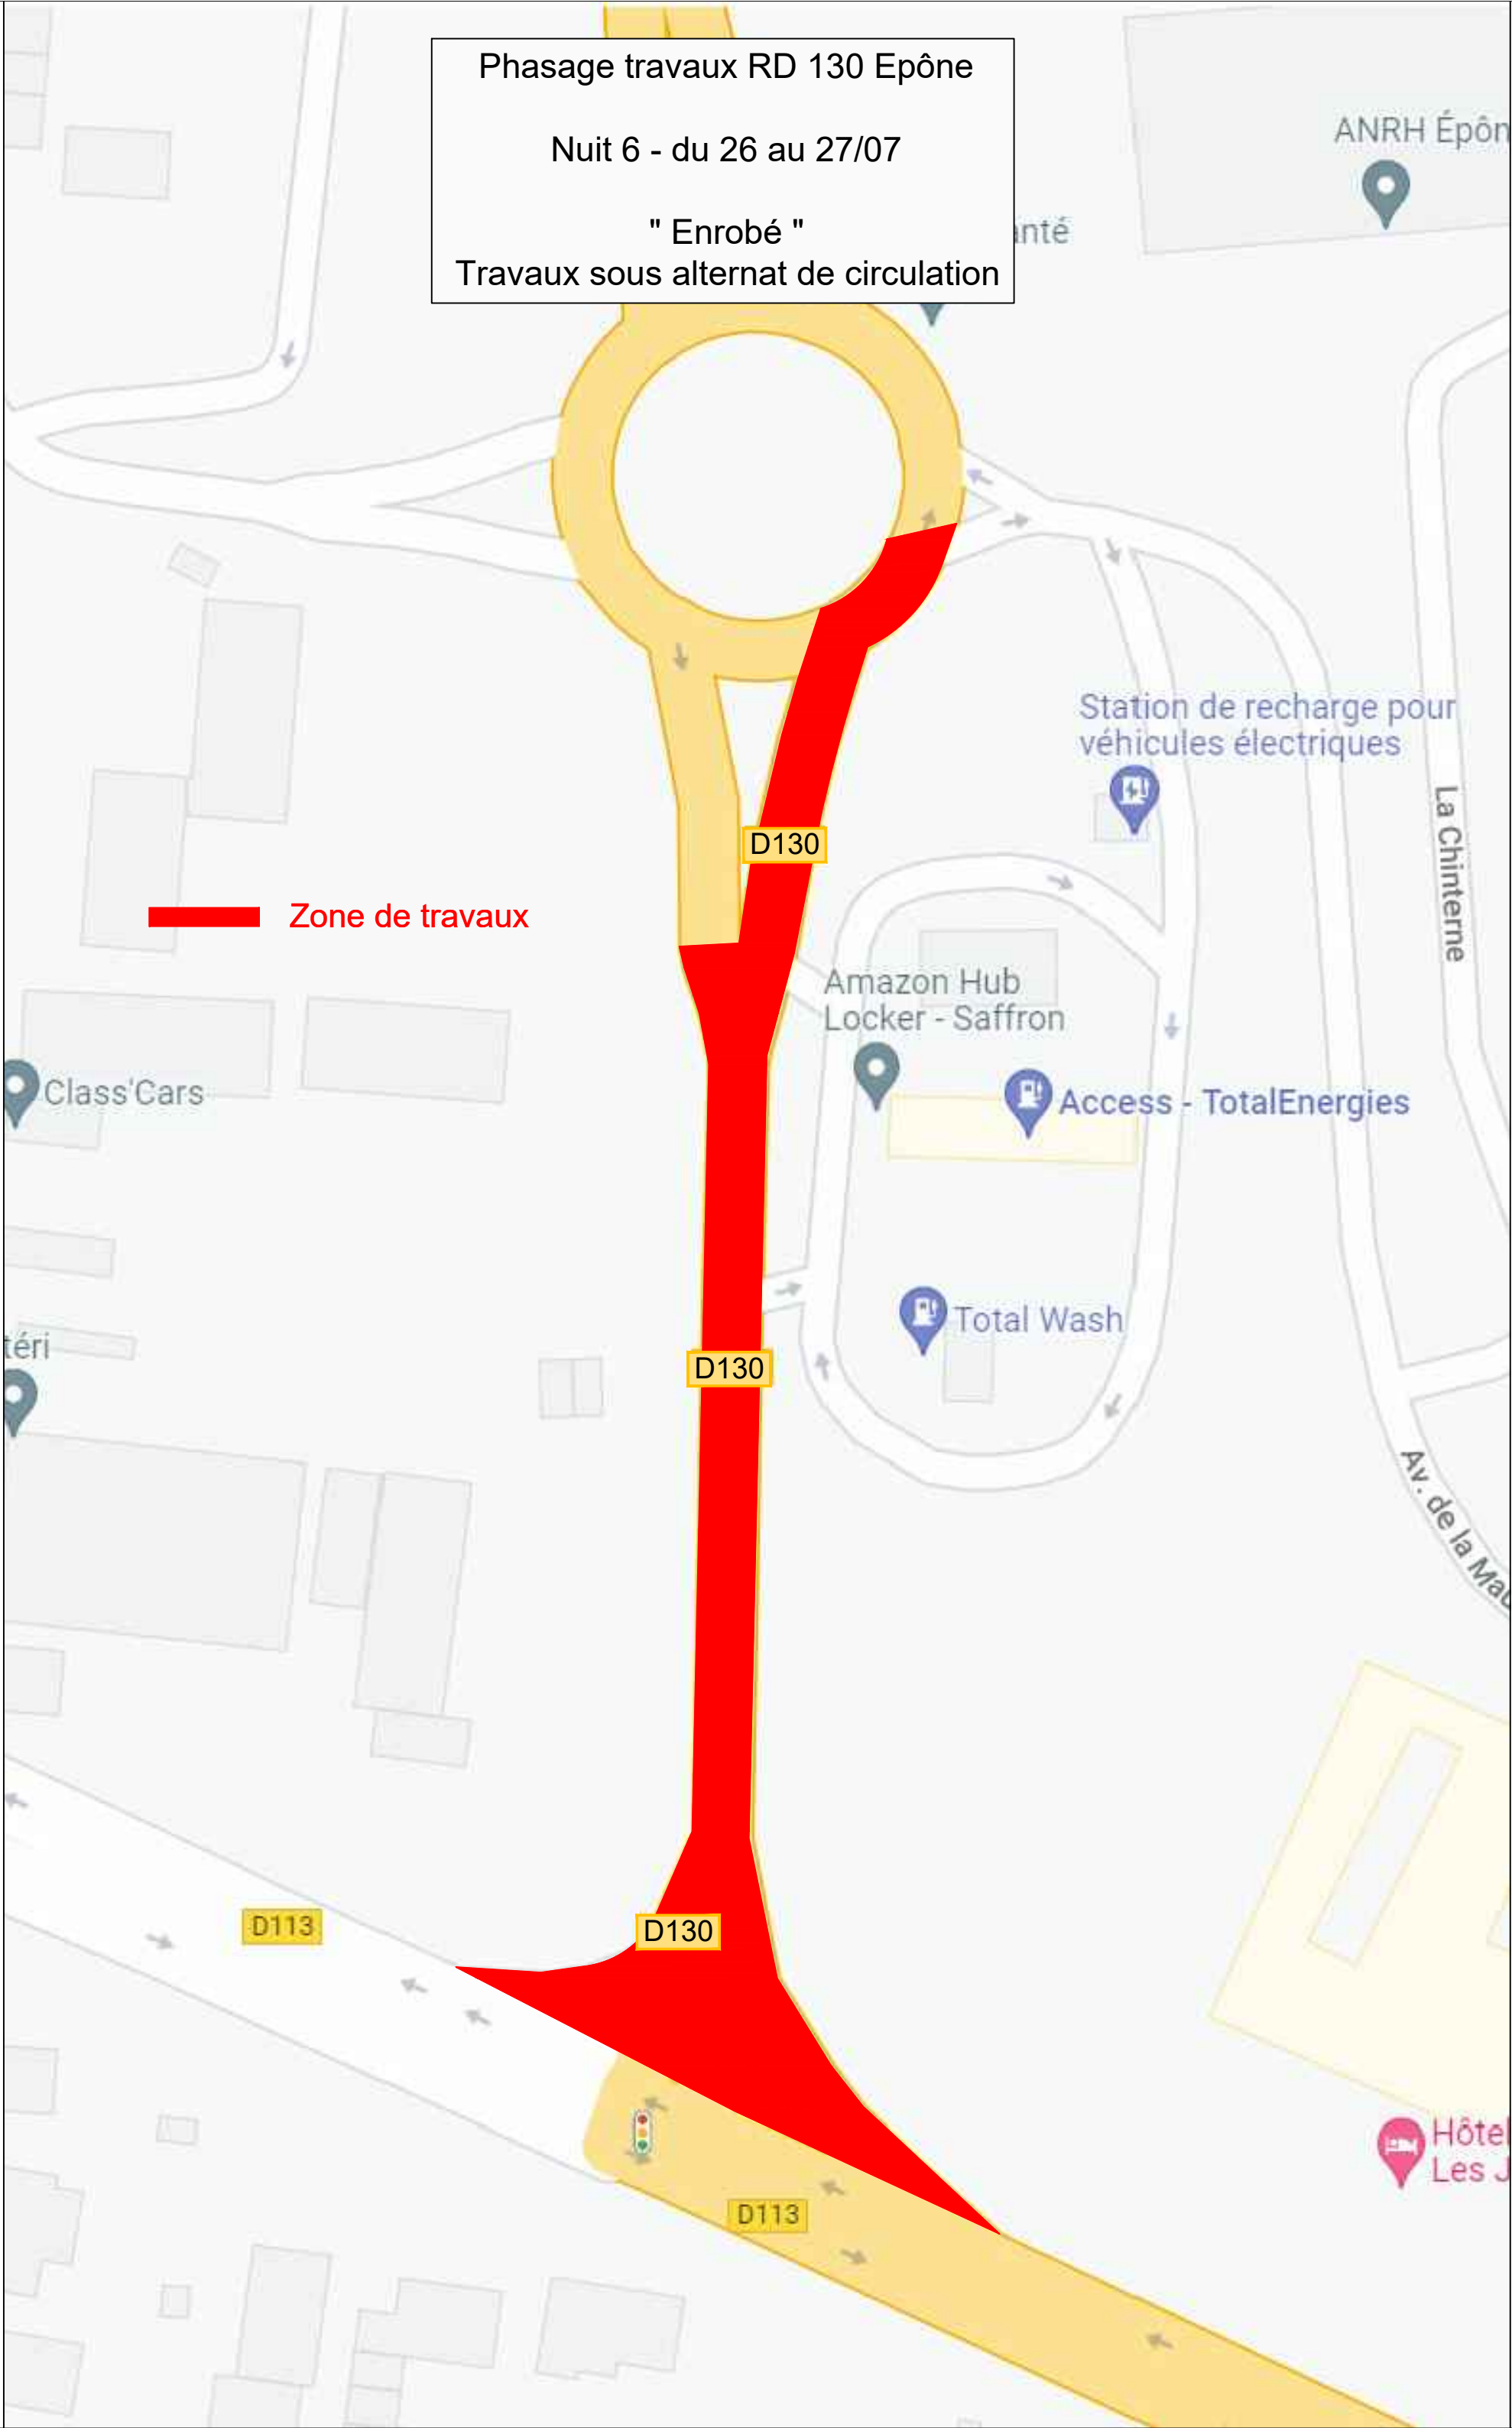 Phasage travaux RD 130 Epône
Nuit 6 - du 26 au 27/07
" Enrobé "
Travaux sous alternat de circulation
ANRH Épôn
anté
Station de recharge pour
véhicules électriques
D130
La Chinterne
Zone de travaux
Amazon Hub
Locker - Saffron
Class'Cars
Access - TotalEnergies
Total Wash
téri
D130
Av. de la Mau
D113
D130
Hôtel
Les J
D113